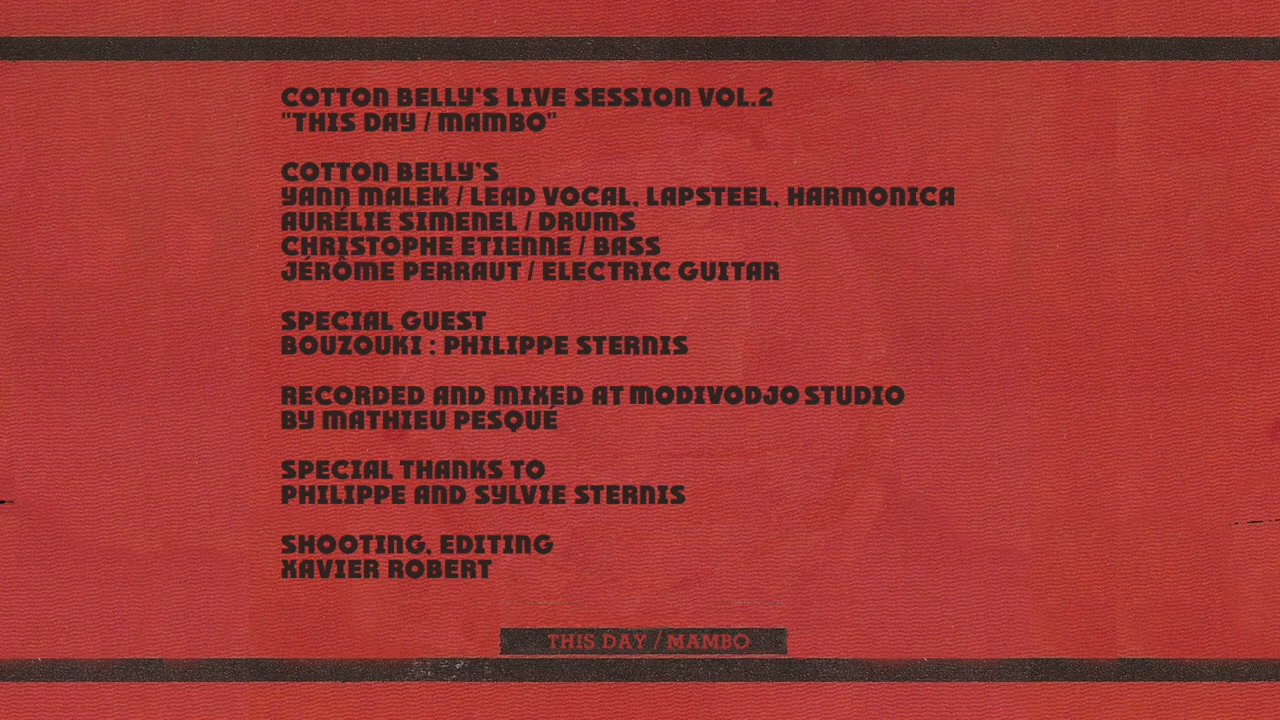 COTTON BELLY'S LIVE SESSION VOL.2
"THIS DAY / MAMBO"
COTTON BELLY'S
YANN MALEK / LEAD VOCAL, LAPSTEEL, HARMONICA
AURÉLIE SIMENEL / DRUMS
CHRISTOPHE ETIENNE / BASS
JÉRÔME PERRAUT / ELECTRIC GUITAR
SPECIAL GUEST
BOUZOUKI : PHILIPPE STERNIS
RECORDED AND MIXED AT MODIVODJO STUDIO
BY MATHIEU PESQUÉ
SPECIAL THANKS TO
PHILIPPE AND SYLVIE STERNIS
SHOOTING, EDITING
XAVIER ROBERT
THIS DAY / MAMBO